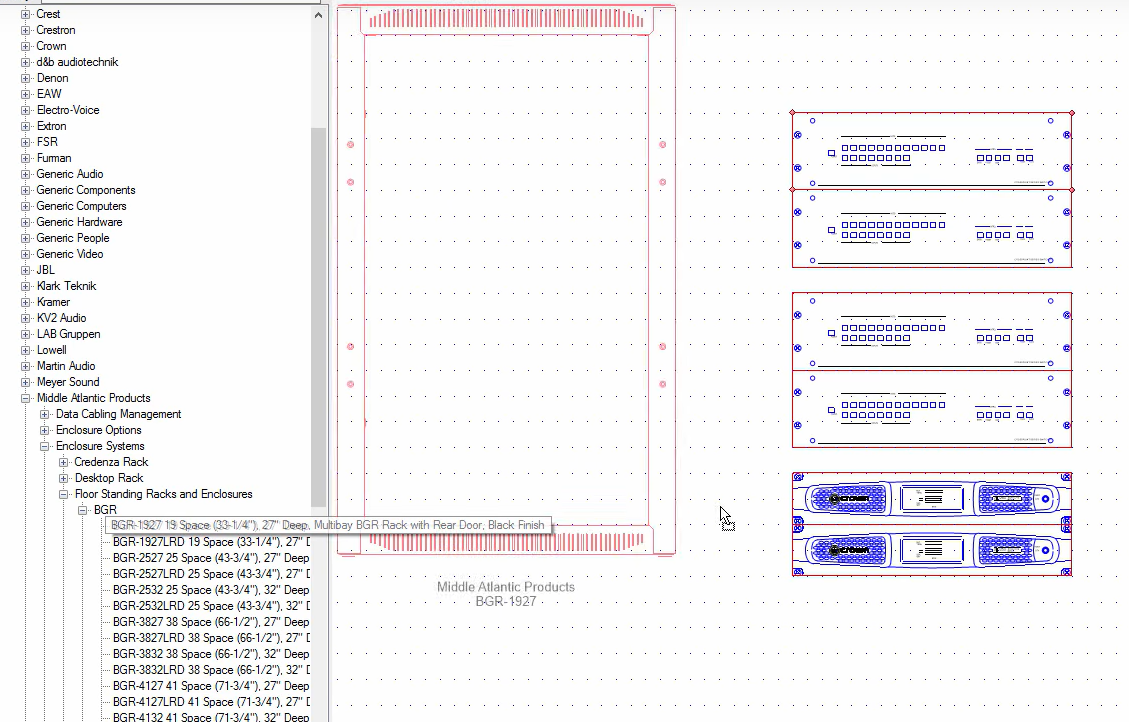 Crest
Crestron
Crown
d&b audiotechnik
Denon
EAW
Electro-Voice
Extron
FSR
Furman
Generic Audio
Generic Components
Generic Computers
Generic Hardware
Generic People
Generic Video
JBL
Klark Teknik
Kramer
KV2 Audio
LAB Gruppen
Lowell
Martin Audio
Meyer Sound
Middle Atlantic Products
Data Cabling Management
Enclosure Options
Enclosure Systems
Credenza Rack
Desktop Rack
Floor Standing Racks and Enclosures
BGR
BGR-1927 19 Space (33-1/4"), 27" Deep, Multibay BGR Rack with Rear Door, Black Finish
BGR-1927LRD 19 Space (33-1/4"), 27" D
BGR-2527 25 Space (43-3/4"), 27" Deep
BGR-2527LRD 25 Space (43-3/4"), 27" D
BGR-2532 25 Space (43-3/4"), 32" Deep
BGR-2532LRD 25 Space (43-3/4"), 32" D
BGR-3827 38 Space (66-1/2"), 27" Deep
BGR-3827LRD 38 Space (66-1/2"), 27" D
BGR-3832 38 Space (66-1/2"), 32" Deep
BGR-3832LRD 38 Space (66-1/2"), 32" D
BGR-4127 41 Space (71-3/4"), 27" Deep
BGR-4127LRD 41 Space (71-3/4"), 27" D
BGR-4132 41 Space (71-3/4"), 32" Deep
Middle Atlantic Products
BGR-1927
CROWN
CROWN